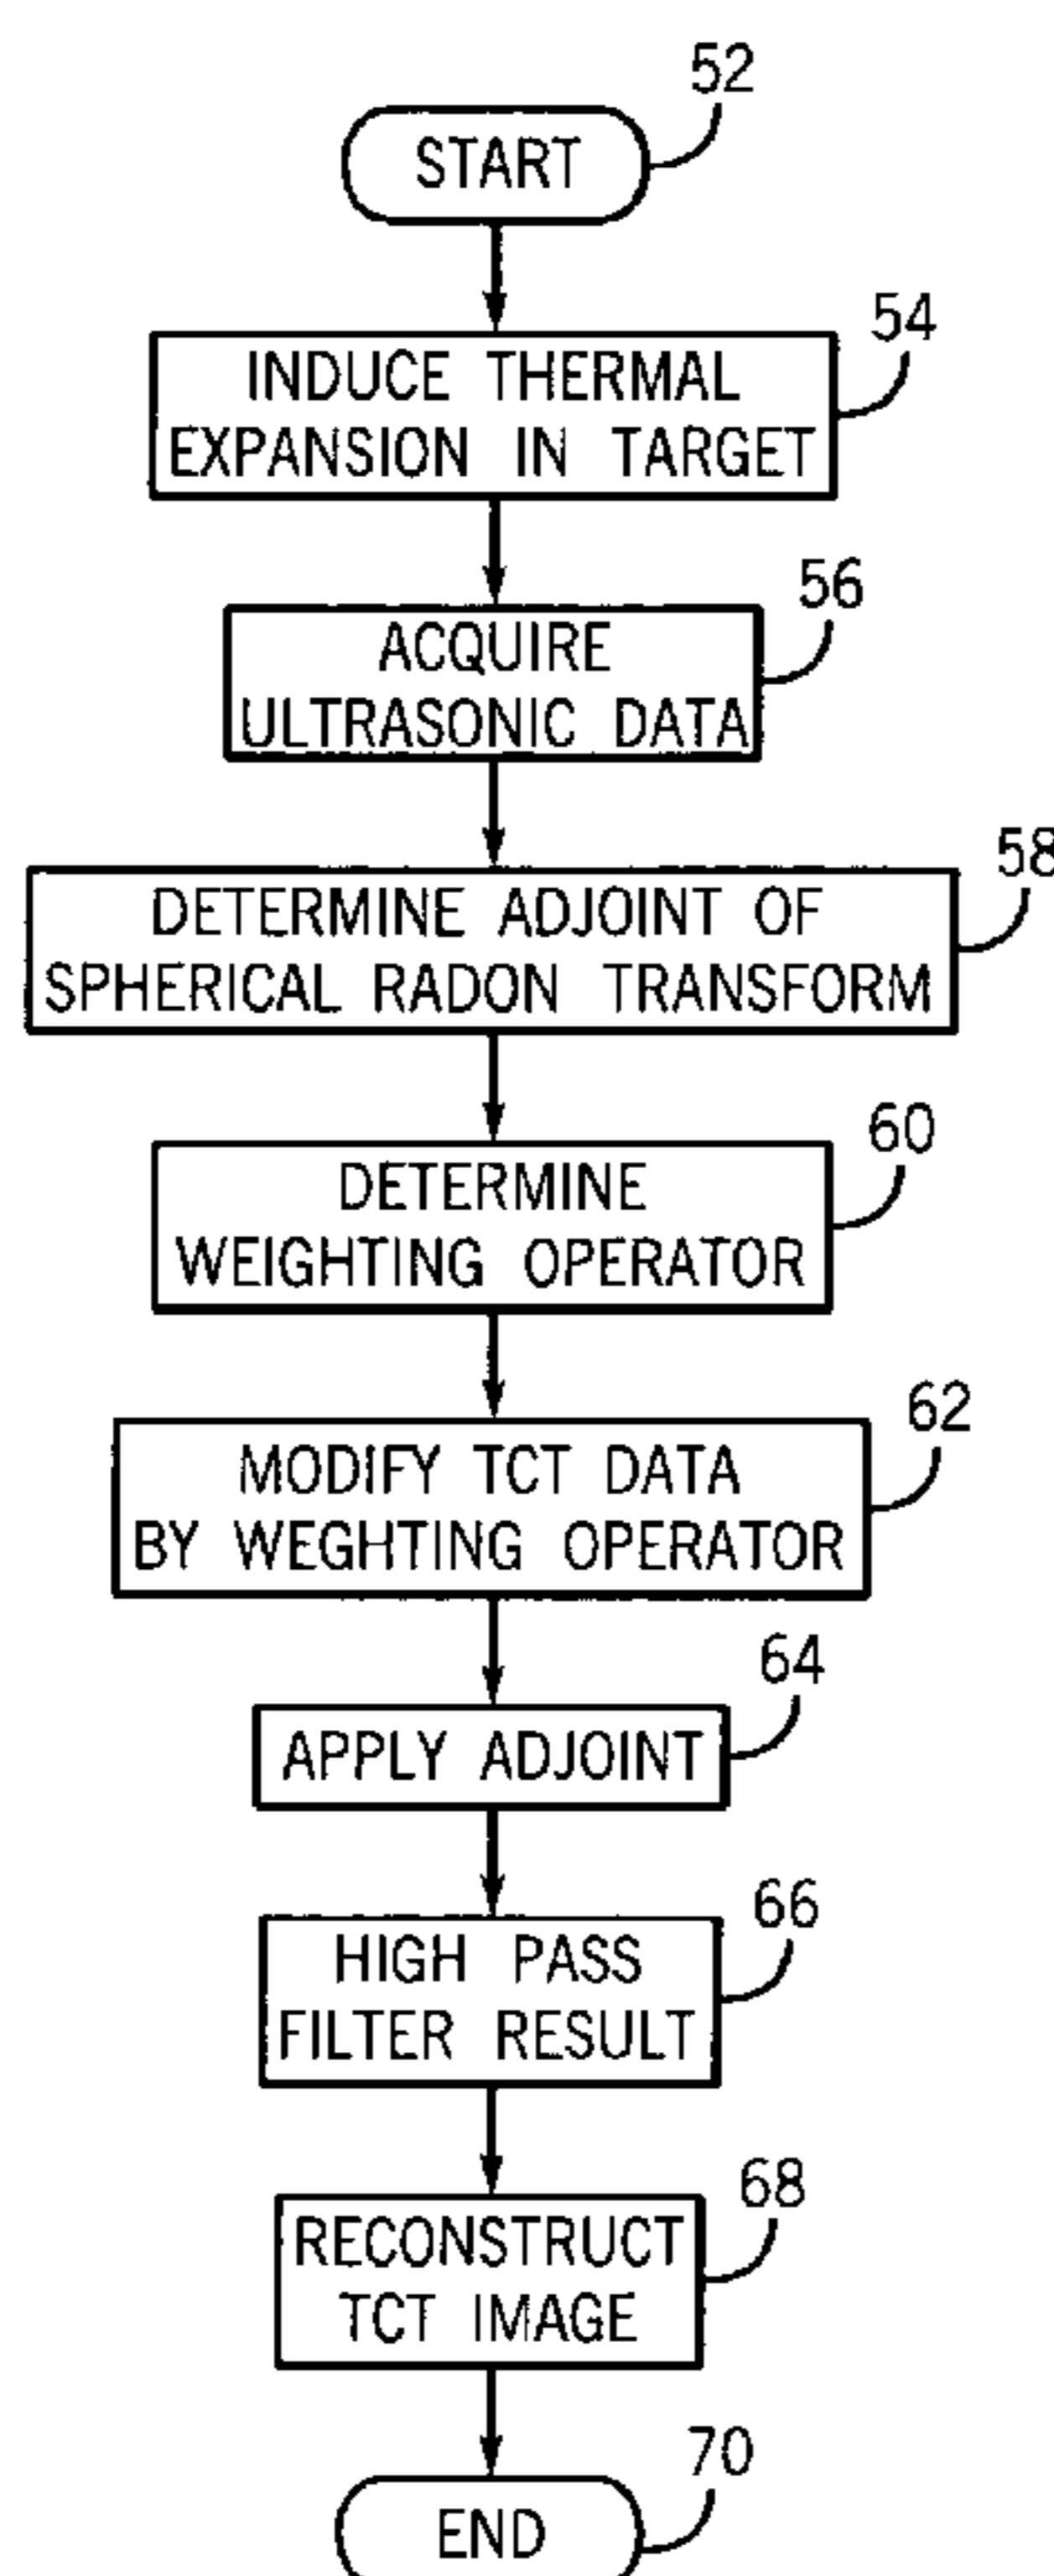 52
START
54
INDUCE THERMAL
EXPANSION IN TARGET
56
ACQUIRE
ULTRASONIC DATA
58
DETERMINE ADJOINT OF
SPHERICAL RADON TRANSFORM
60
DETERMINE
WEIGHTING OPERATOR
62
MODIFY TCT DATA
BY WEGHTING OPERATOR
64
APPLY ADJOINT
66
HIGH PASS
FILTER RESULT
68
RECONSTRUCT
TCT IMAGE
70
END